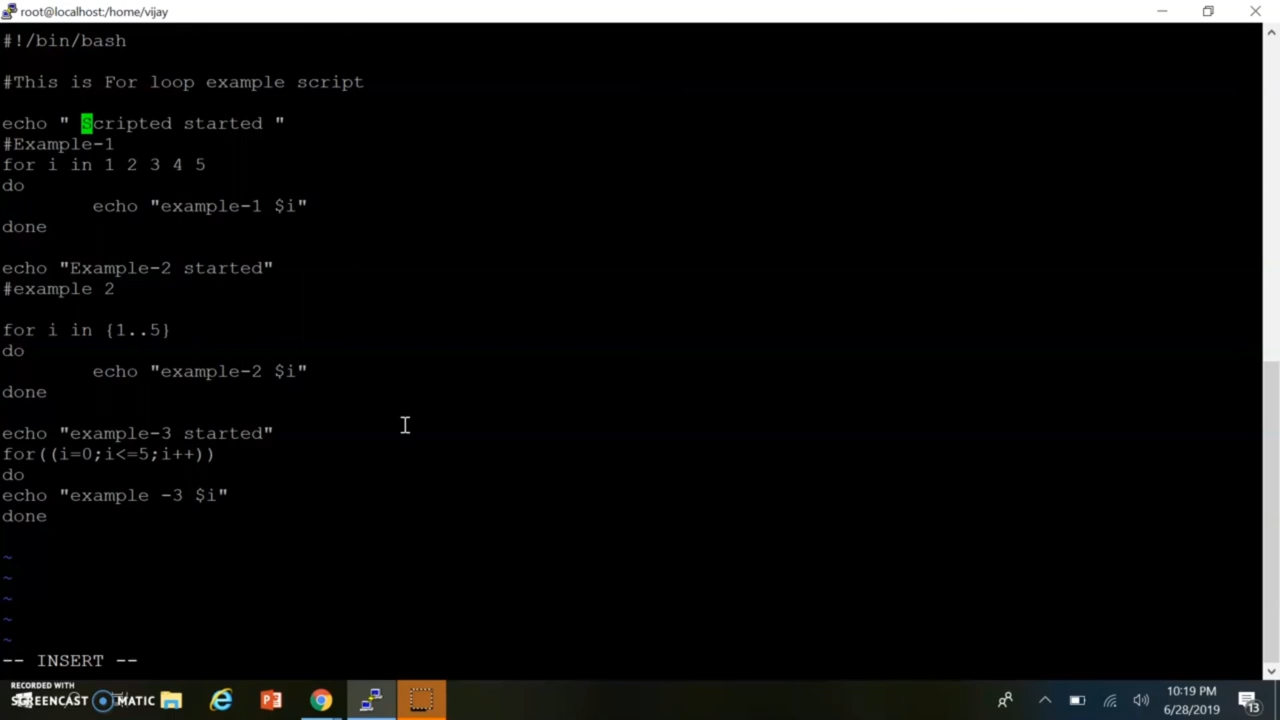 root@localhost:/home/vijay
#!/bin/bash
#This is For loop example script
echo " Scripted started "
#Example-1
for i in 1 2 3 4 5
do
echo "example-1 $i"
done
echo "Example-2 started"
#example 2
for i in {1..5}
do
echo "example-2 $i"
done
echo "example-3 started"
for((i=0;i<=5;i++))
do
echo "example -3 $i"
done
~
~
~
~
~
-- INSERT --
RECORDED WITH
SCREENCAST MATIC
10:19 PM
6/28/2019
13